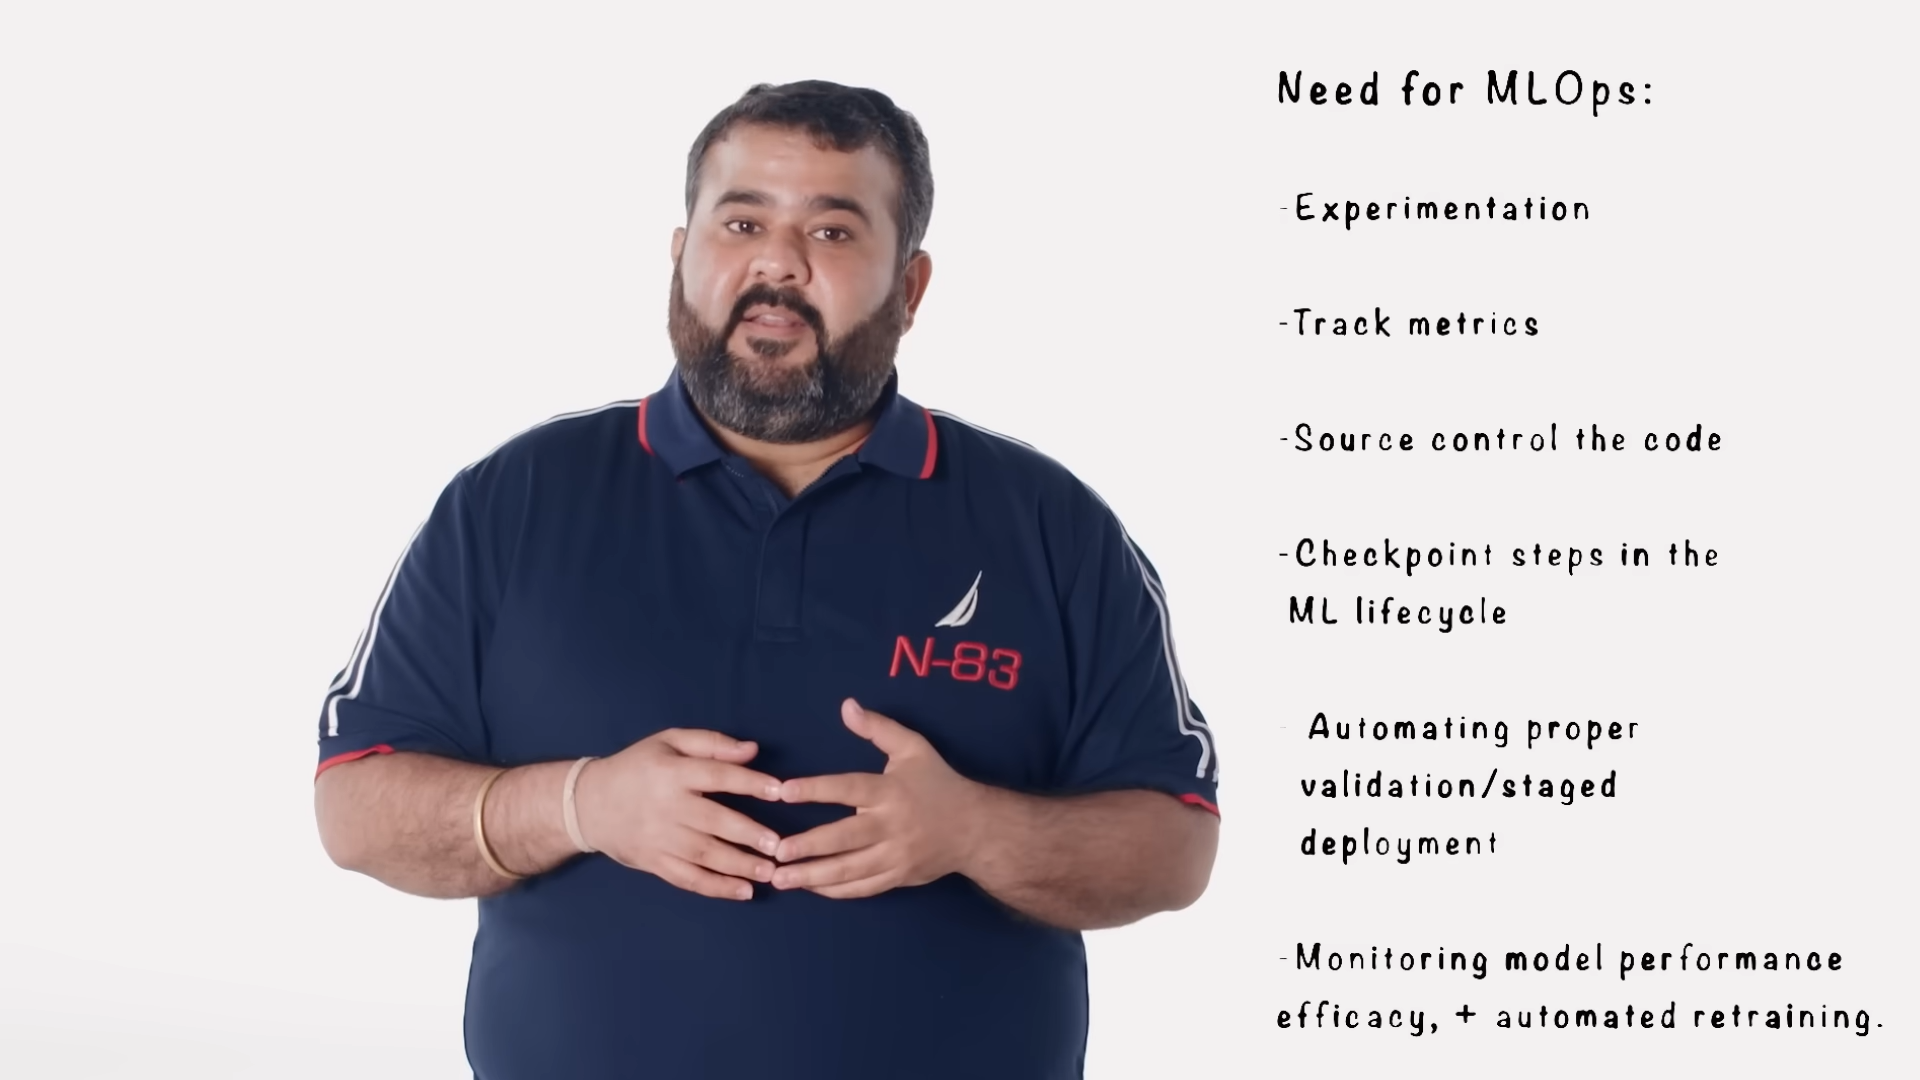 Need for MLOps:
-Experimentation
-Track metrics
-Source control the code
-Checkpoint steps in the
ML lifecycle
- Automating proper
validation/staged
deployment
-Monitoring model performance
efficacy, + automated retraining.
N-83